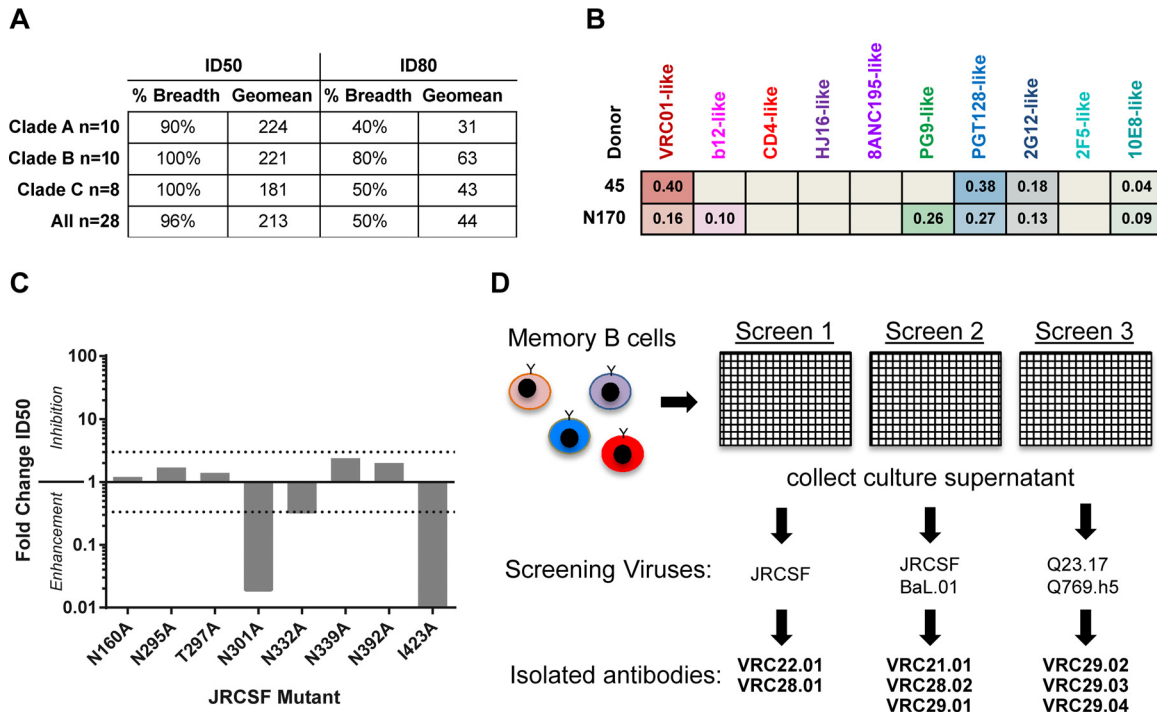 A
ID50 ID80
% Breadth Geomean % Breadth Geomean
Clade A n=10 90% 224 40% 31
Clade B n=10 100% 221 80% 63
Clade C n=8 100% 181 50% 43
All n=28 96% 213 50% 44
B
Donor VRC01-like b12-like CD4-like HJ16-like 8ANC195-like PG9-like PGT128-like 2G12-like 2F5-like 10E8-like
45 0.40 0.38 0.18 0.04
N170 0.16 0.10 0.26 0.27 0.13 0.09
C
Fold Change ID50
Inhibition
Enhancement
100
10
1
0.1
0.01
N160A N295A T297A N301A N332A N339A N392A I423A
JRCSF Mutant
D
Memory B cells
Screen 1 Screen 2 Screen 3
Y Y
Y Y
collect culture supernatant
Screening Viruses: JRCSF JRCSF Q23.17
BaL.01 Q769.h5
Isolated antibodies: VRC22.01 VRC21.01 VRC29.02
VRC28.01 VRC28.02 VRC29.03
VRC29.01 VRC29.04